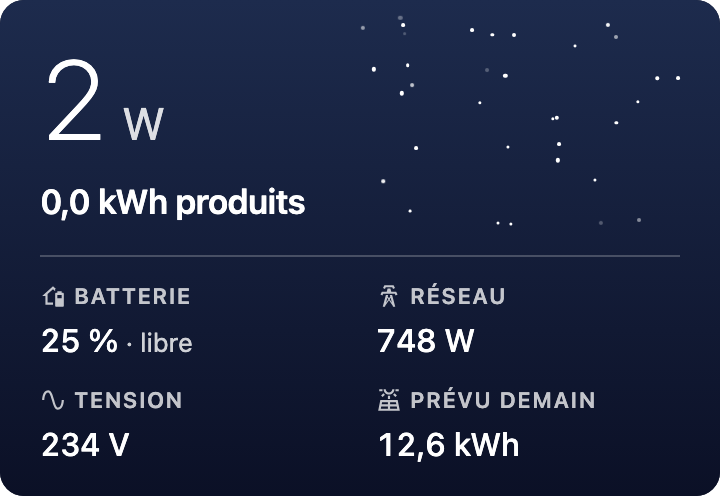 2 W
0,0 kWh produits
BATTERIE
25 % · libre
RÉSEAU
748 W
TENSION
234 V
PRÉVU DEMAIN
12,6 kWh